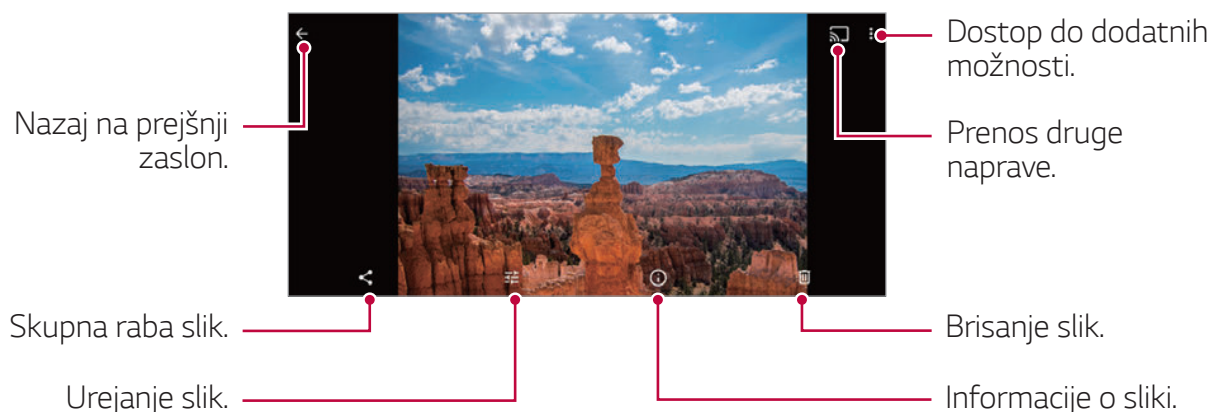 Nazaj na prejšnji
zaslon.
Skupna raba slik.
Urejanje slik.
Dostop do dodatnih
možnosti.
Prenos druge
naprave.
Brisanje slik.
Informacije o sliki.